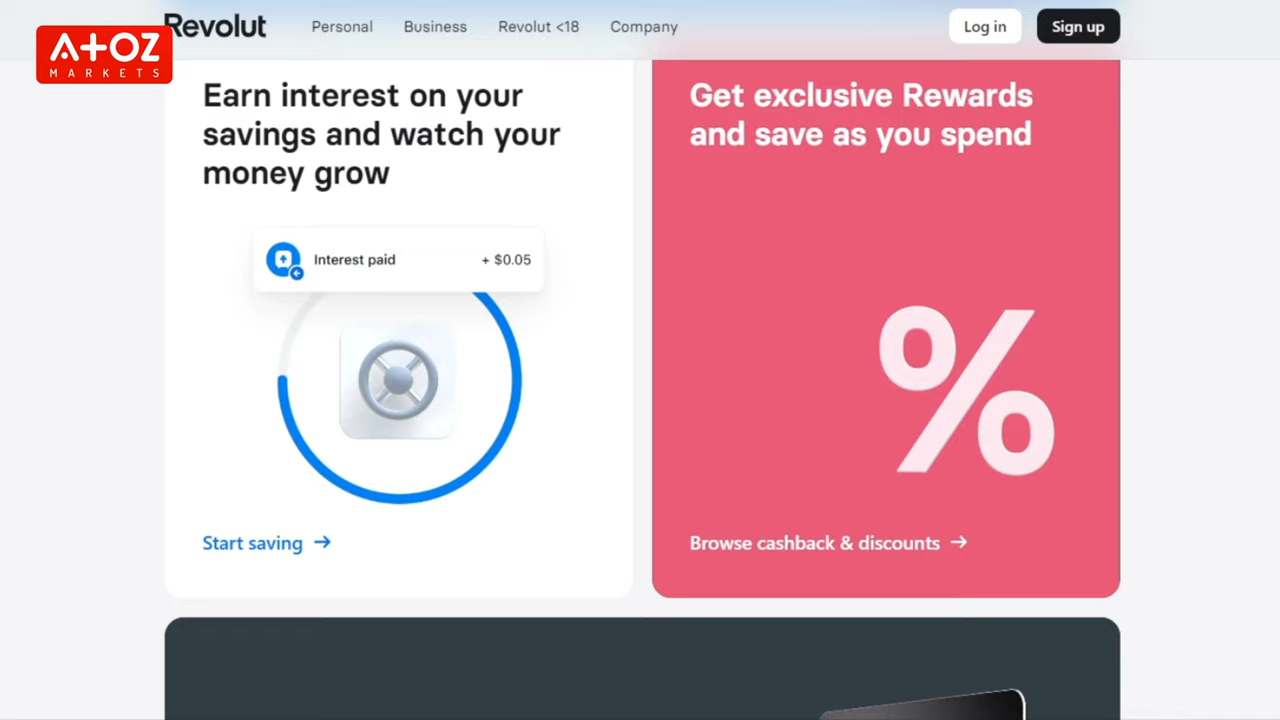 A+OZ
MARKETS
Revolut
Personal
Business
Revolut <18
Company
Log in
Sign up
Earn interest on your
savings and watch your
money grow
Interest paid
+ $0.05
Start saving →
Get exclusive Rewards
and save as you spend
%
Browse cashback & discounts →